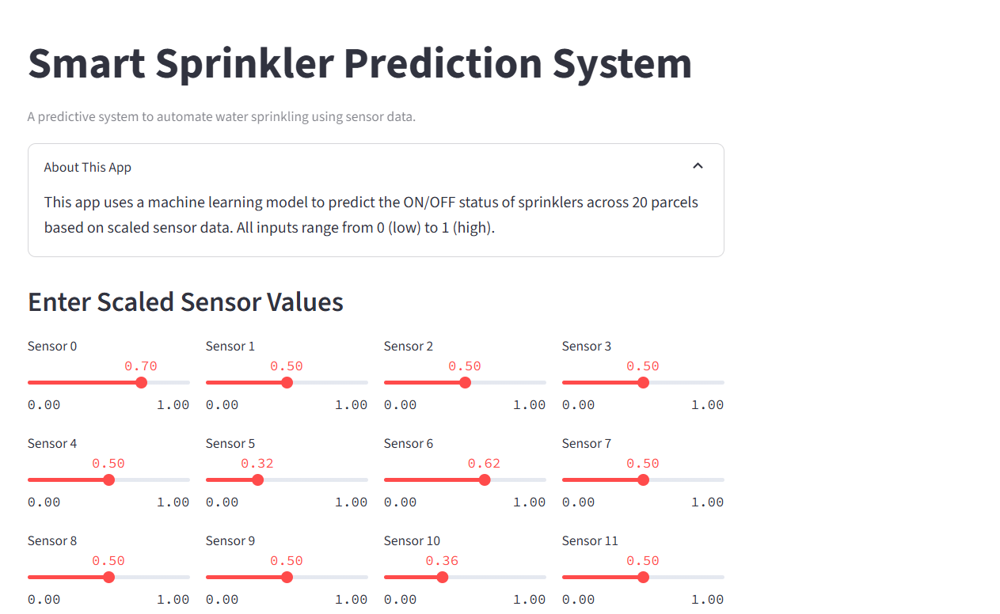 Smart Sprinkler Prediction System
A predictive system to automate water sprinkling using sensor data.
About This App
This app uses a machine learning model to predict the ON/OFF status of sprinklers across 20 parcels
based on scaled sensor data. All inputs range from 0 (low) to 1 (high).
Enter Scaled Sensor Values
Sensor 0 Sensor 1 Sensor 2 Sensor 3
0.70 0.50 0.50 0.50
0.00 1.00 0.00 1.00 0.00 1.00 0.00 1.00
Sensor 4 Sensor 5 Sensor 6 Sensor 7
0.50 0.32 0.62 0.50
0.00 1.00 0.00 1.00 0.00 1.00 0.00 1.00
Sensor 8 Sensor 9 Sensor 10 Sensor 11
0.50 0.50 0.36 0.50
0.00 1.00 0.00 1.00 0.00 1.00 0.00 1.00